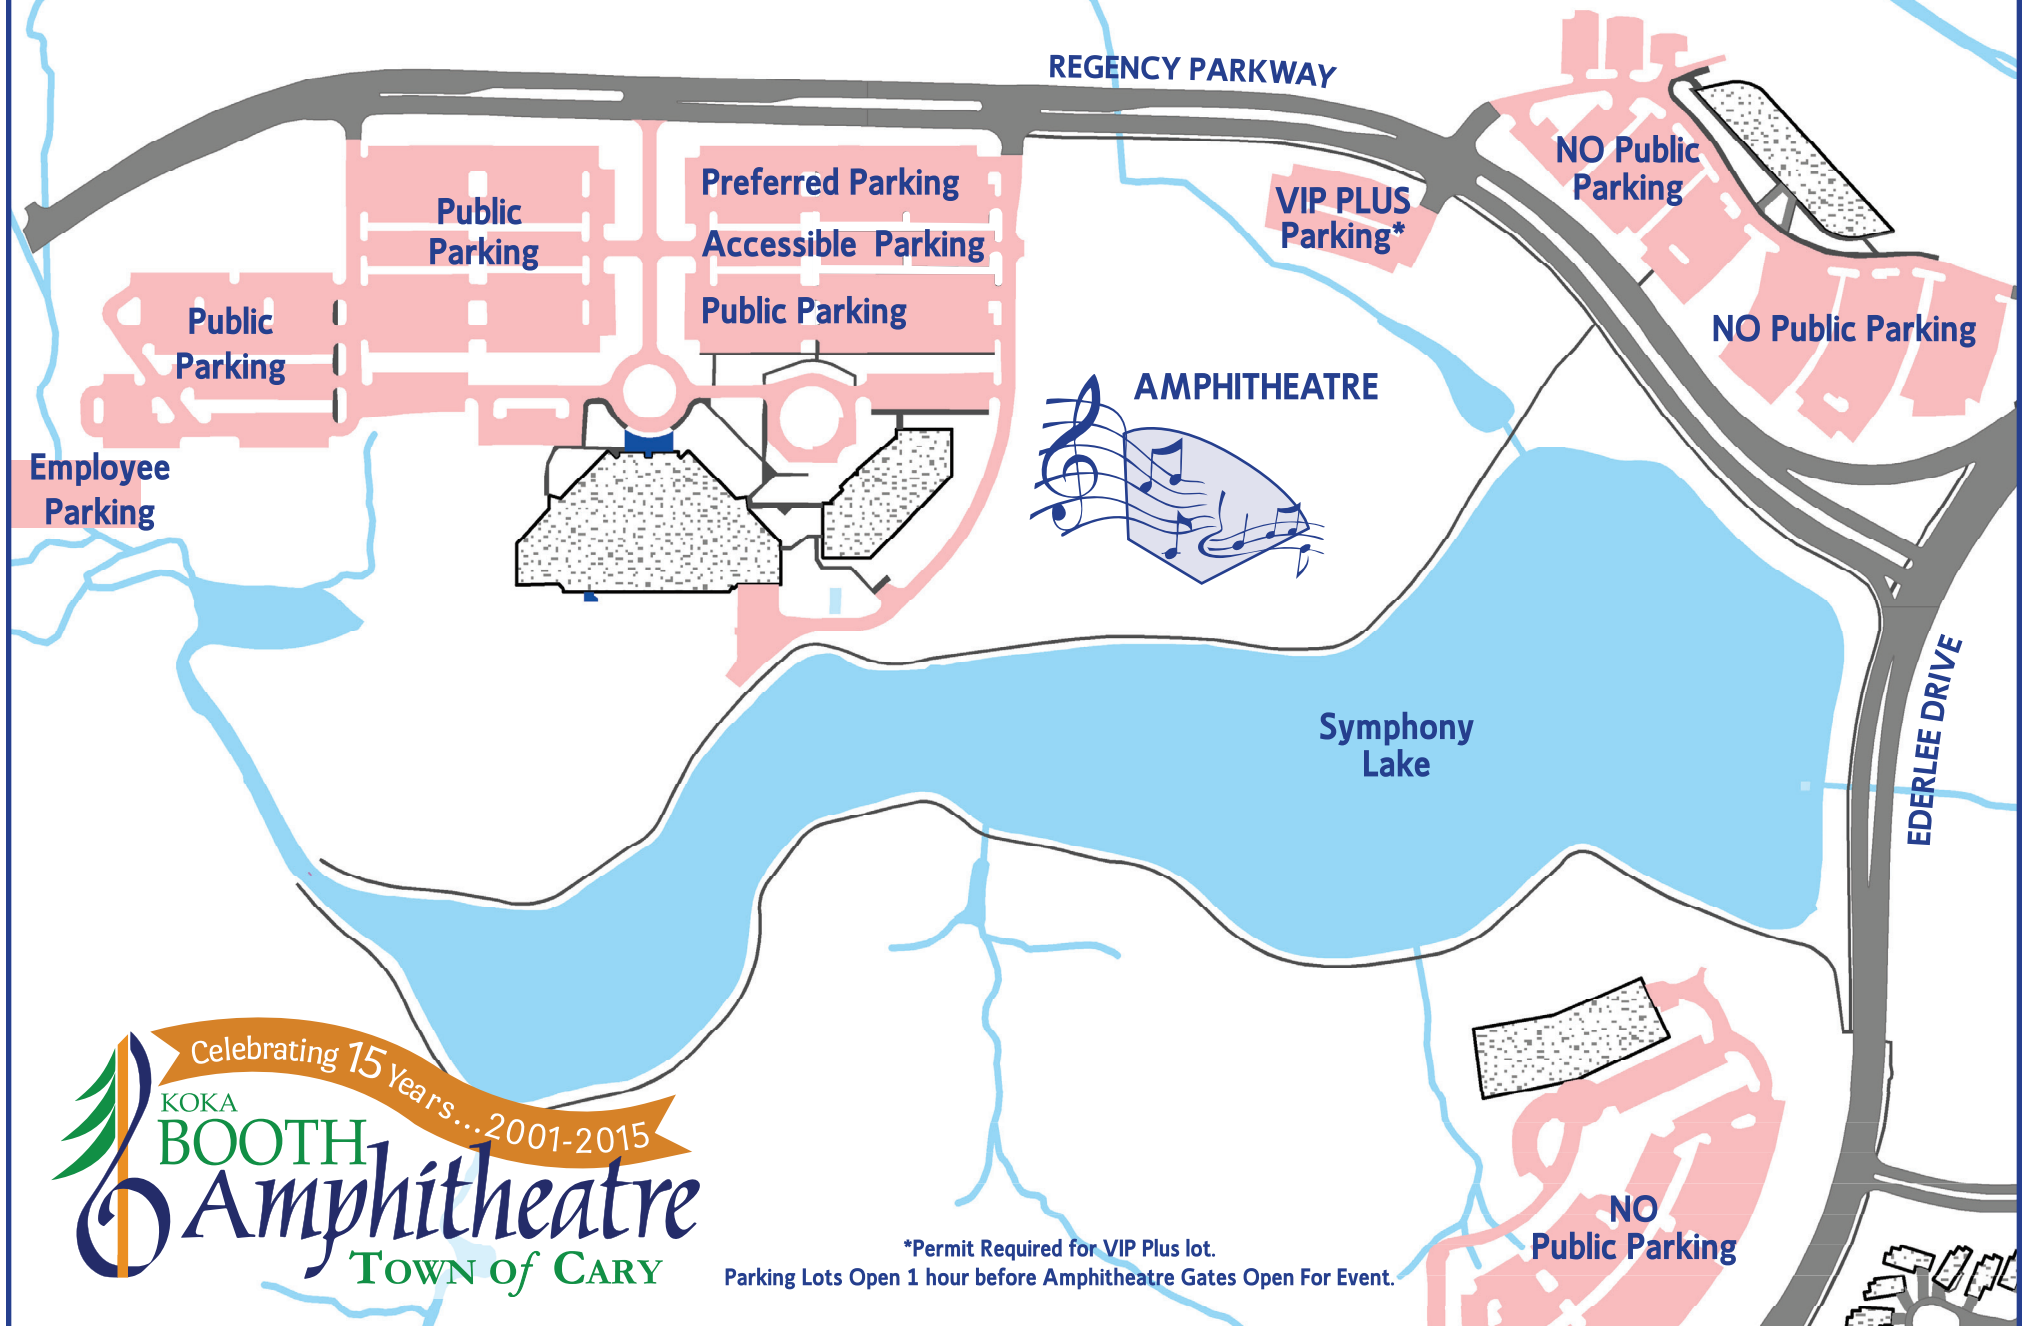 REGENCY PARKWAY
NO Public
Parking
Preferred Parking
VIP PLUS
Parking*
Public
Parking
Accessible Parking
Public Parking
NO Public Parking
Public
Parking
AMPHITHEATRE
Employee
Parking
Symphony
Lake
EDERLEE DRIVE
Celebrating 15 Years...2001-2015
KOKA
BOOTH
Amphitheatre
TOWN of CARY
NO
Public Parking
*Permit Required for VIP Plus lot.
Parking Lots Open 1 hour before Amphitheatre Gates Open For Event.